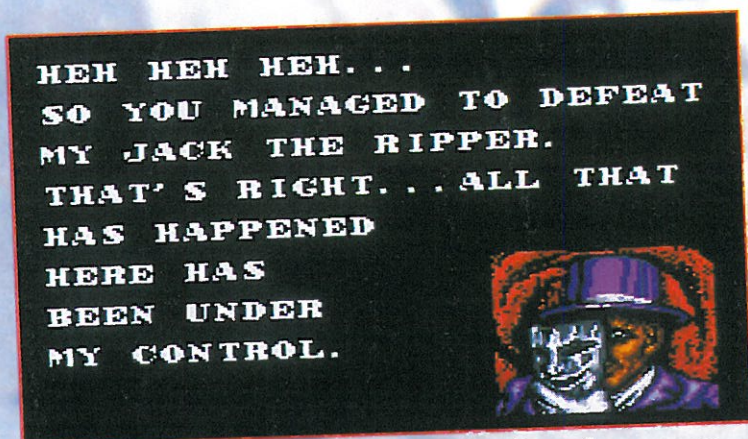 HEH HEH HEH...
SO YOU MANAGED TO DEFEAT
MY JACK THE RIPPER.
THAT'S RIGHT...ALL THAT
HAS HAPPENED
HERE HAS
BEEN UNDER
MY CONTROL.